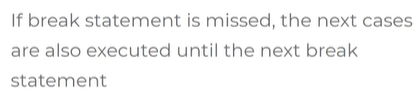 If break statement is missed, the next cases
are also executed until the next break
statement